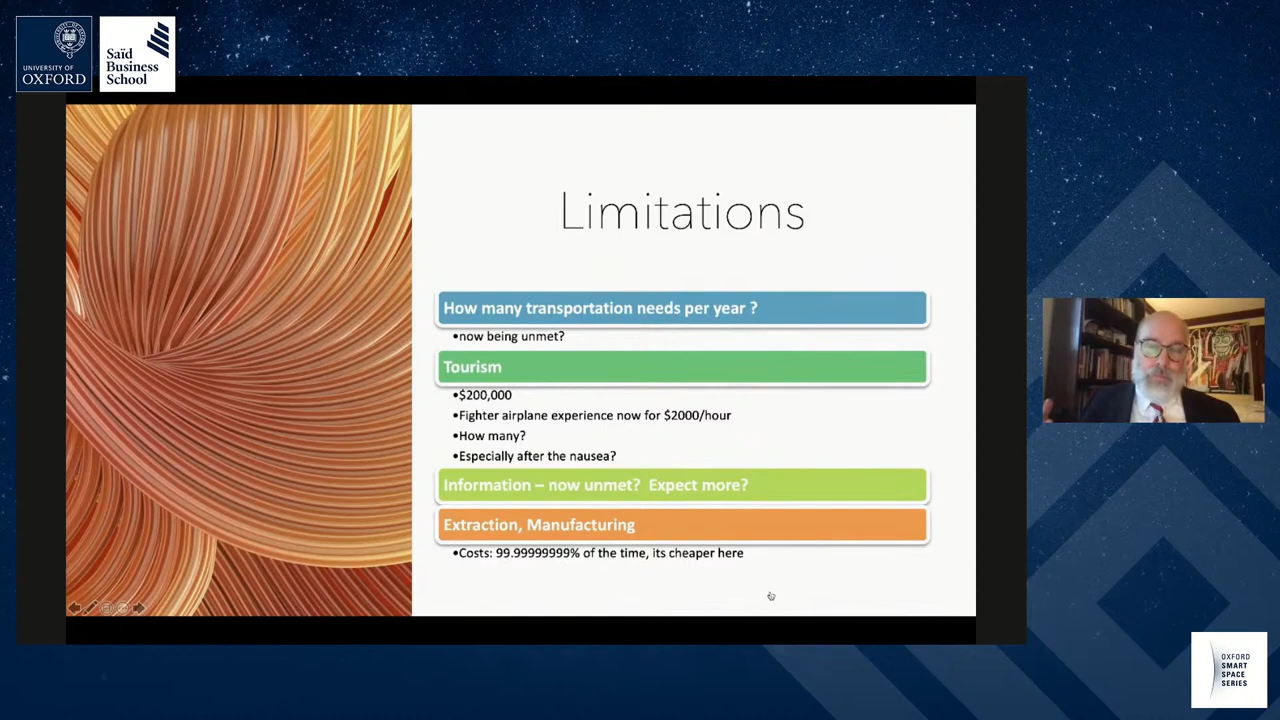 UNIVERSITY OF
OXFORD
Saïd
Business
School
Limitations
How many transportation needs per year ?
•now being unmet?
Tourism
•$200,000
•Fighter airplane experience now for $2000/hour
•How many?
•Especially after the nausea?
Information – now unmet?  Expect more?
Extraction, Manufacturing
•Costs: 99.99999999% of the time, its cheaper here
OXFORD
SMART
SPACE
SERIES